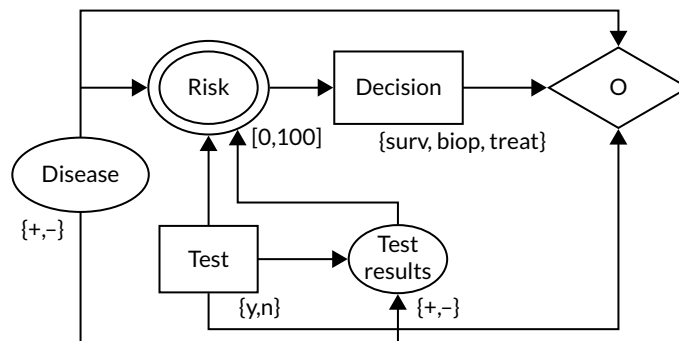 Risk
Decision
O
[0,100]
{surv, biop, treat}
Disease
{+,–}
Test
Test
results
{y,n}
{+,–}